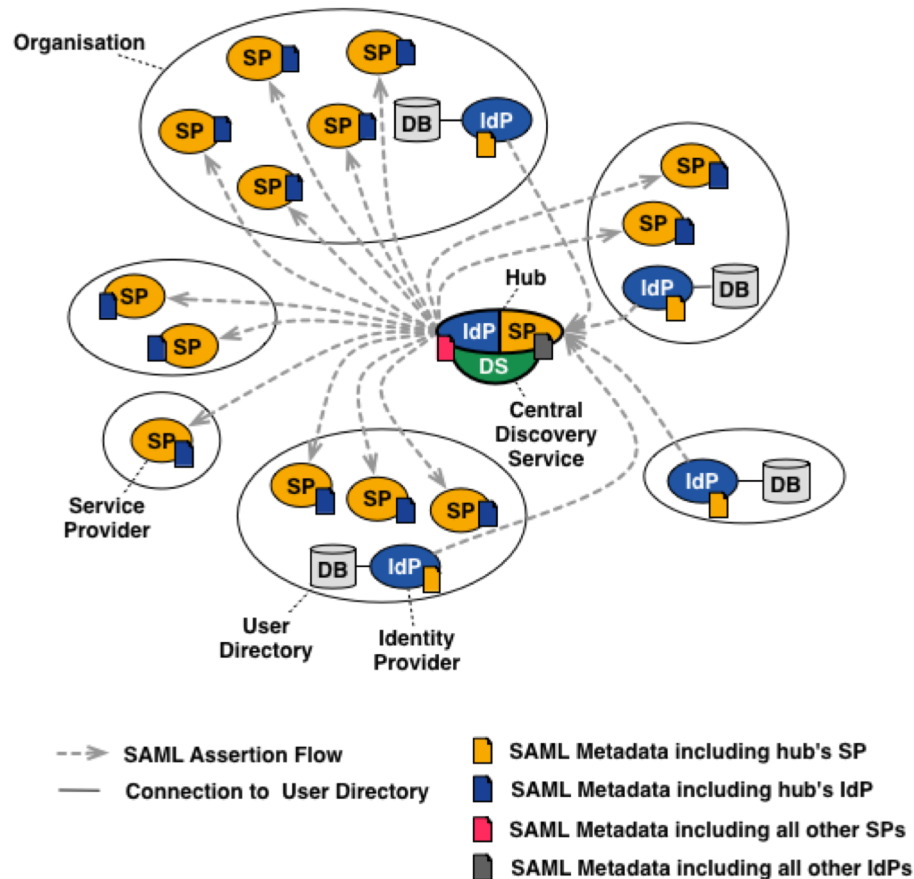 Organisation
SP
SP
SP
SP
DB
IdP
SP
SP
SP
IdP
DB
Hub
SP
SP
IdP
SP
DS
Central
Discovery
Service
SP
Service
Provider
SP
SP
SP
IdP
DB
DB
IdP
User
Directory
Identity
Provider
SAML Assertion Flow
Connection to User Directory
SAML Metadata including hub's SP
SAML Metadata including hub's IdP
SAML Metadata including all other SPs
SAML Metadata including all other IdPs